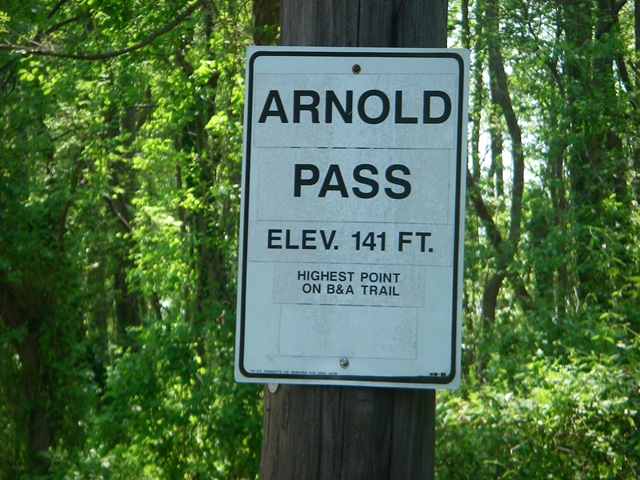 ARNOLD
PASS
ELEV. 141 FT.
HIGHEST POINT
ON B&A TRAIL